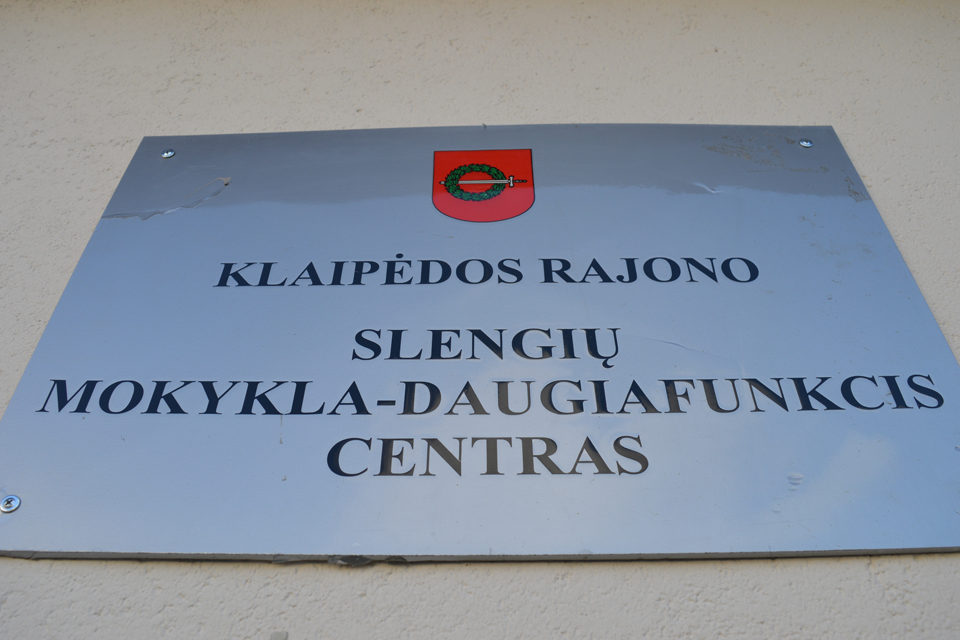 KLAIPĖDOS RAJONO
SLENGIŲ
MOKYKLA-DAUGIAFUNKCIS
CENTRAS